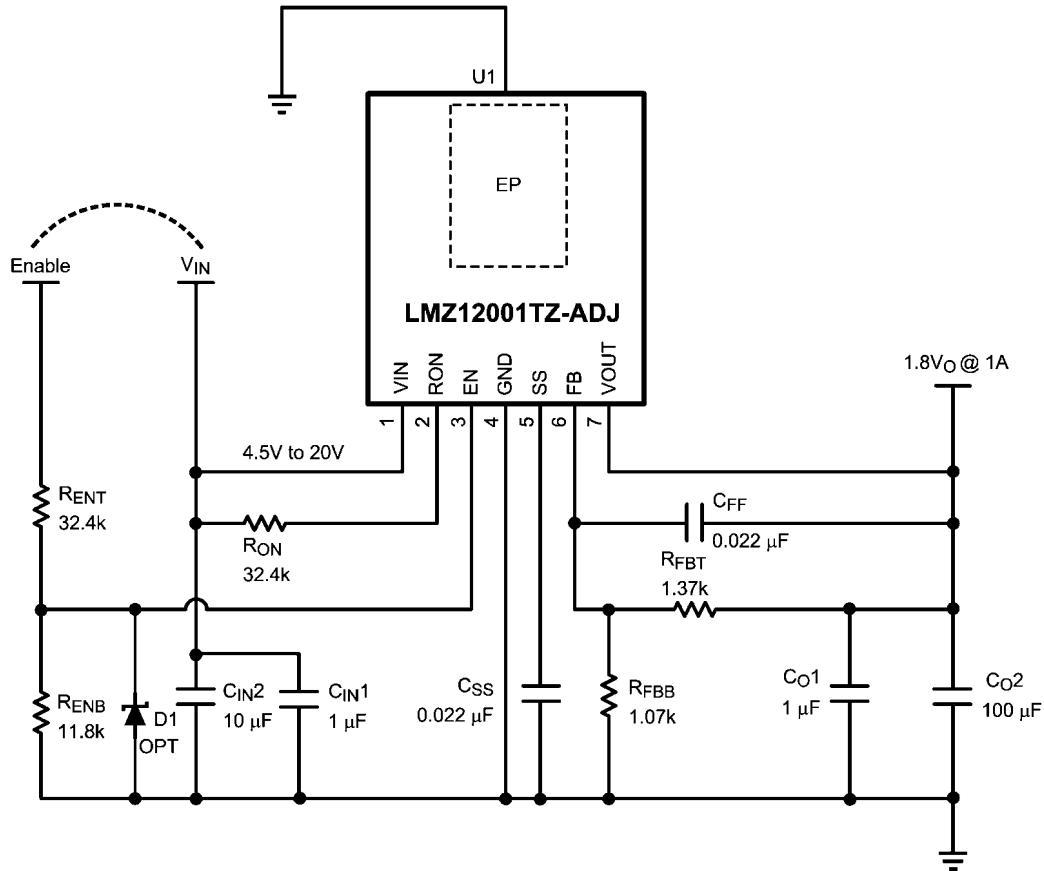 U1
EP
Enable
VIN
LMZ12001TZ-ADJ
VIN
RON
EN
GND
SS
FB
VOUT
1
2
3
4
5
6
7
1.8VO @ 1A
4.5V to 20V
RENT
32.4k
RON
32.4k
CFF
0.022 μF
RFBT
1.37k
RENB
11.8k
D1
OPT
CIN2
10 μF
CIN1
1 μF
CSS
0.022 μF
RFBB
1.07k
CO1
1 μF
CO2
100 μF